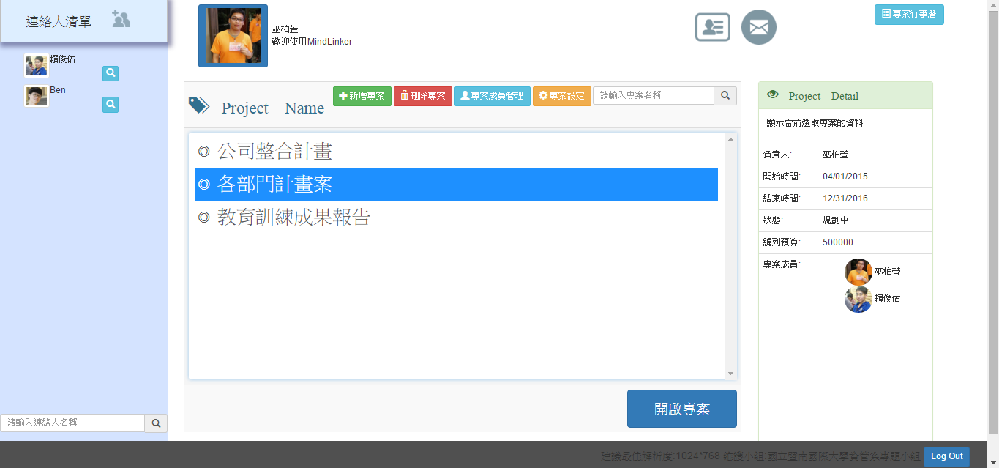 連絡人清單
賴俊佑
Ben
請輸入連絡人名稱
巫柏萱
歡迎使用MindLinker
專案行事曆
Project Name
新增專案 刪除專案 專案成員管理 專案設定 請輸入專案名稱
公司整合計畫
各部門計畫案
教育訓練成果報告
開啟專案
Project Detail
顯示當前選取專案的資料
負責人: 巫柏萱
開始時間: 04/01/2015
結束時間: 12/31/2016
狀態: 規劃中
編列預算: 500000
專案成員: 巫柏萱
賴俊佑
建議最佳解析度:1024*768 維護小組:國立暨南國際大學資管系專題小組 Log Out